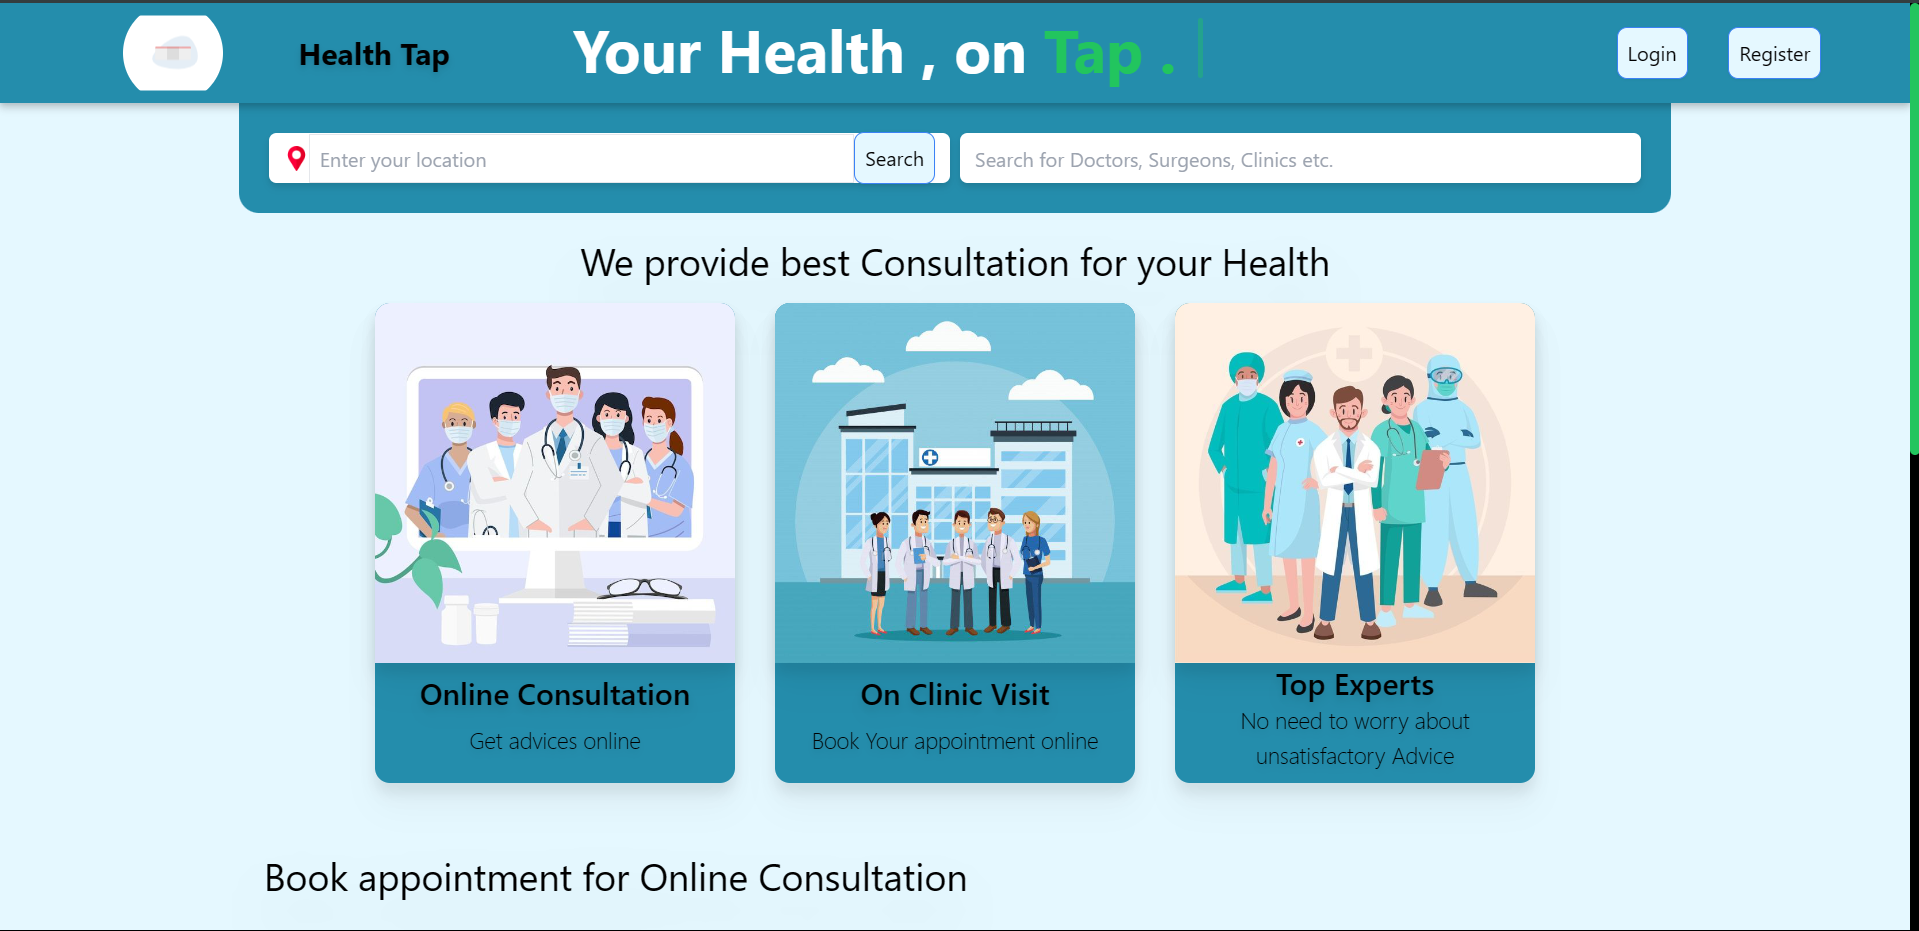 Health Tap
Your Health , on Tap .
Login
Register
Enter your location
Search
Search for Doctors, Surgeons, Clinics etc.
We provide best Consultation for your Health
Online Consultation
Get advices online
On Clinic Visit
Book Your appointment online
Top Experts
No need to worry about
unsatisfactory Advice
Book appointment for Online Consultation